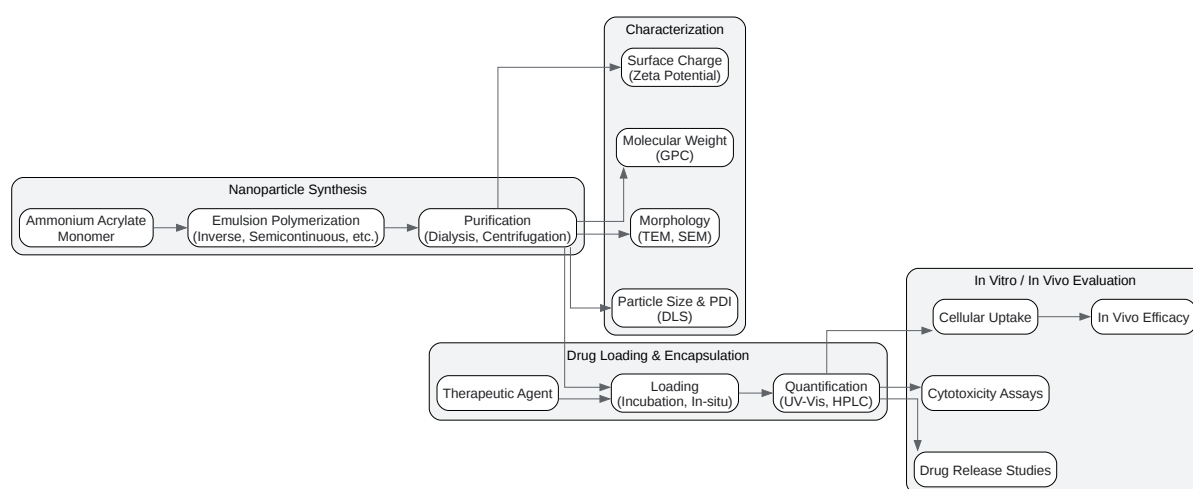 Characterization
Surface Charge
(Zeta Potential)
Molecular Weight
(GPC)
Morphology
(TEM, SEM)
Particle Size & PDI
(DLS)
Nanoparticle Synthesis
Ammonium Acrylate
Monomer
Emulsion Polymerization
(Inverse, Semicontinuous, etc.)
Purification
(Dialysis, Centrifugation)
Drug Loading & Encapsulation
Therapeutic Agent
Loading
(Incubation, In-situ)
Quantification
(UV-Vis, HPLC)
In Vitro / In Vivo Evaluation
Cellular Uptake
In Vivo Efficacy
Cytotoxicity Assays
Drug Release Studies